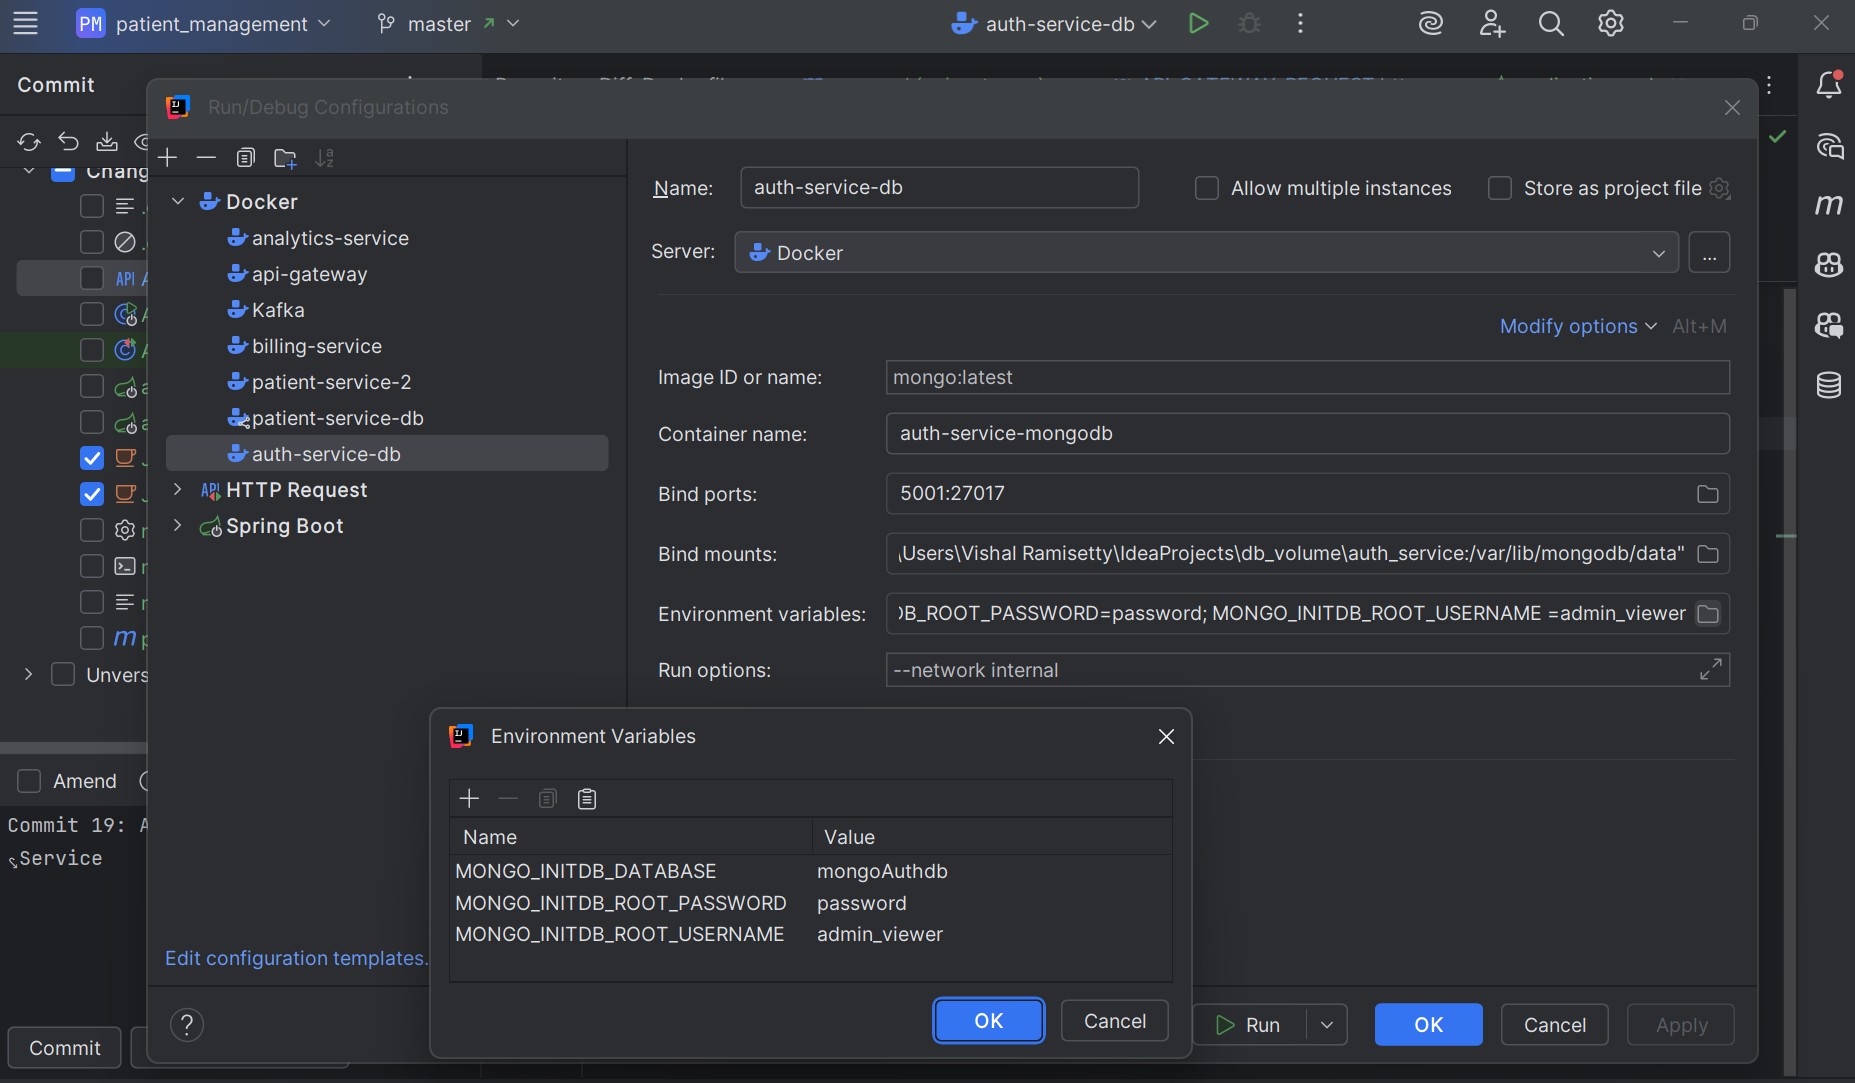 PM patient_management
master
auth-service-db
Commit
Run/Debug Configurations
Chang
Docker
analytics-service
api-gateway
Kafka
billing-service
patient-service-2
patient-service-db
auth-service-db
HTTP Request
Spring Boot
Edit configuration templates.
Name: auth-service-db
Allow multiple instances
Store as project file
Server: Docker
...
Modify options Alt+M
Image ID or name: mongo:latest
Container name: auth-service-mongodb
Bind ports: 5001:27017
Bind mounts: \Users\Vishal Ramisetty\IdeaProjects\db_volume\auth_service:/var/lib/mongodb/data"
Environment variables: DB_ROOT_PASSWORD=password; MONGO_INITDB_ROOT_USERNAME =admin_viewer
Run options: --network internal
Unvers
Amend
Commit 19: A
Service
Commit
Environment Variables
Name Value
MONGO_INITDB_DATABASE mongoAuthdb
MONGO_INITDB_ROOT_PASSWORD password
MONGO_INITDB_ROOT_USERNAME admin_viewer
OK Cancel
? Run OK Cancel Apply